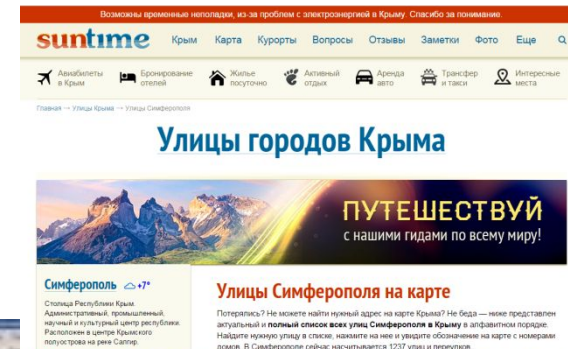 Возможны временные неполадки, из-за проблем с электроэнергией в Крыму. Спасибо за понимание.
suntime Крым Карта Курорты Вопросы Отзывы Заметки Фото Еще
Авиабилеты в Крым
Бронирование отелей
Жилье посуточно
Активный отдых
Аренда авто
Трансфер и такси
Интересные места
Главная → Улицы Крыма → Улицы Симферополя
Улицы городов Крыма
ПУТЕШЕСТВУЙ
с нашими гидами по всему миру!
Симферополь +7°
Столица Республики Крым.
Административный, промышленный,
научный и культурный центр республики.
Расположен в центре Крымского
полуострова на реке Салгир.
Улицы Симферополя на карте
Потерялись? Не можете найти нужный адрес на карте Крыма? Не беда — ниже представлен
актуальный и полный список всех улиц Симферополя в Крыму в алфавитном порядке.
Найдите нужную улицу в списке, нажмите на нее и увидите обозначение на карте с номерами
домов. В Симферополе сейчас насчитывается 1237 улиц и переулков.